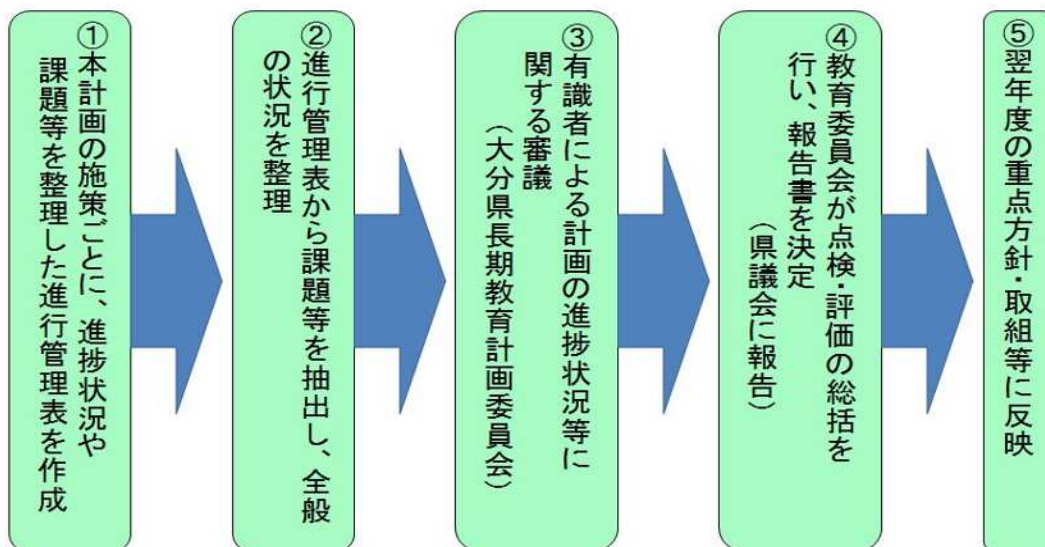 ①本計画の施策ごとに、進捗状況や
課題等を整理した進行管理表を作成
②進行管理表から課題等を抽出し、全般
の状況を整理
③有識者による計画の進捗状況等に
関する審議
（大分県長期教育計画委員会）
④教育委員会が点検・評価の総括を
行い、報告書を決定
（県議会に報告）
⑤翌年度の重点方針・取組等に反映